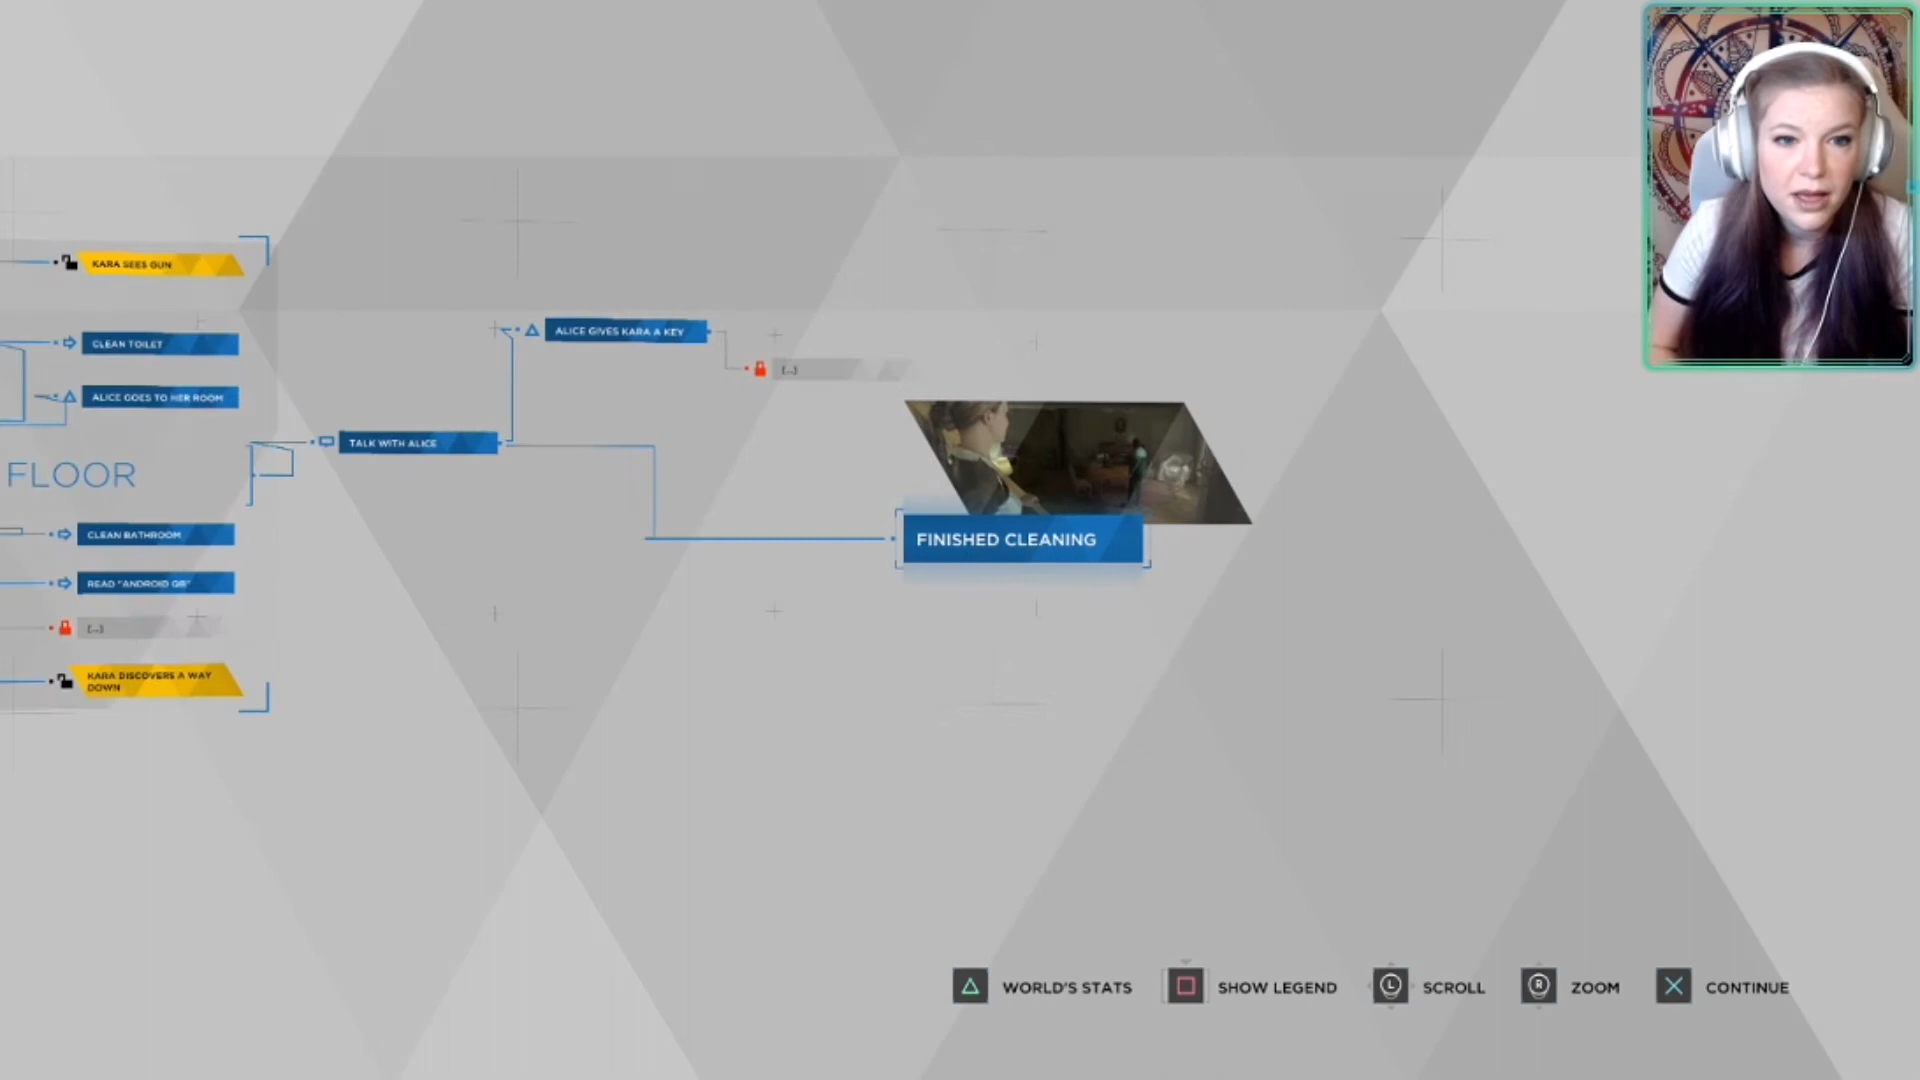 KARA SEES GUN
ALICE GIVES KARA A KEY
CLEAN TOILET
[...]
ALICE GOES TO HER ROOM
TALK WITH ALICE
FLOOR
CLEAN BATHROOM
FINISHED CLEANING
READ "ANDROID QB"
[...]
KARA DISCOVERS A WAY
DOWN
WORLD'S STATS
SHOW LEGEND
L
SCROLL
R
ZOOM
CONTINUE